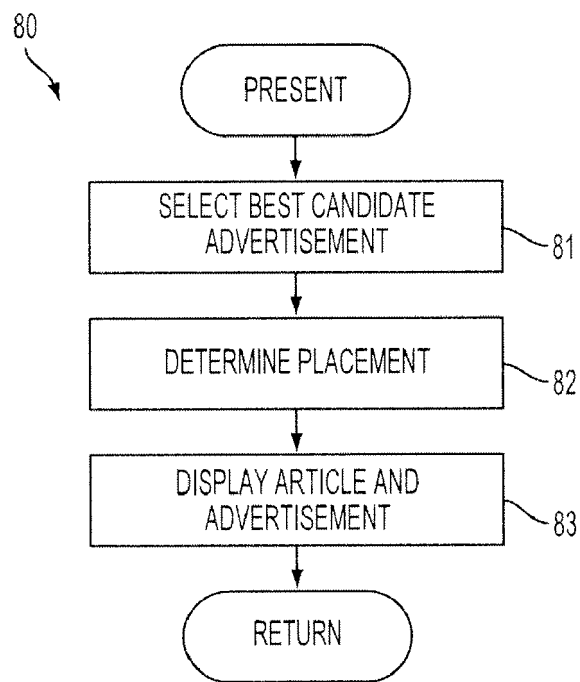 80
PRESENT
SELECT BEST CANDIDATE
ADVERTISEMENT
81
DETERMINE PLACEMENT
82
DISPLAY ARTICLE AND
ADVERTISEMENT
83
RETURN